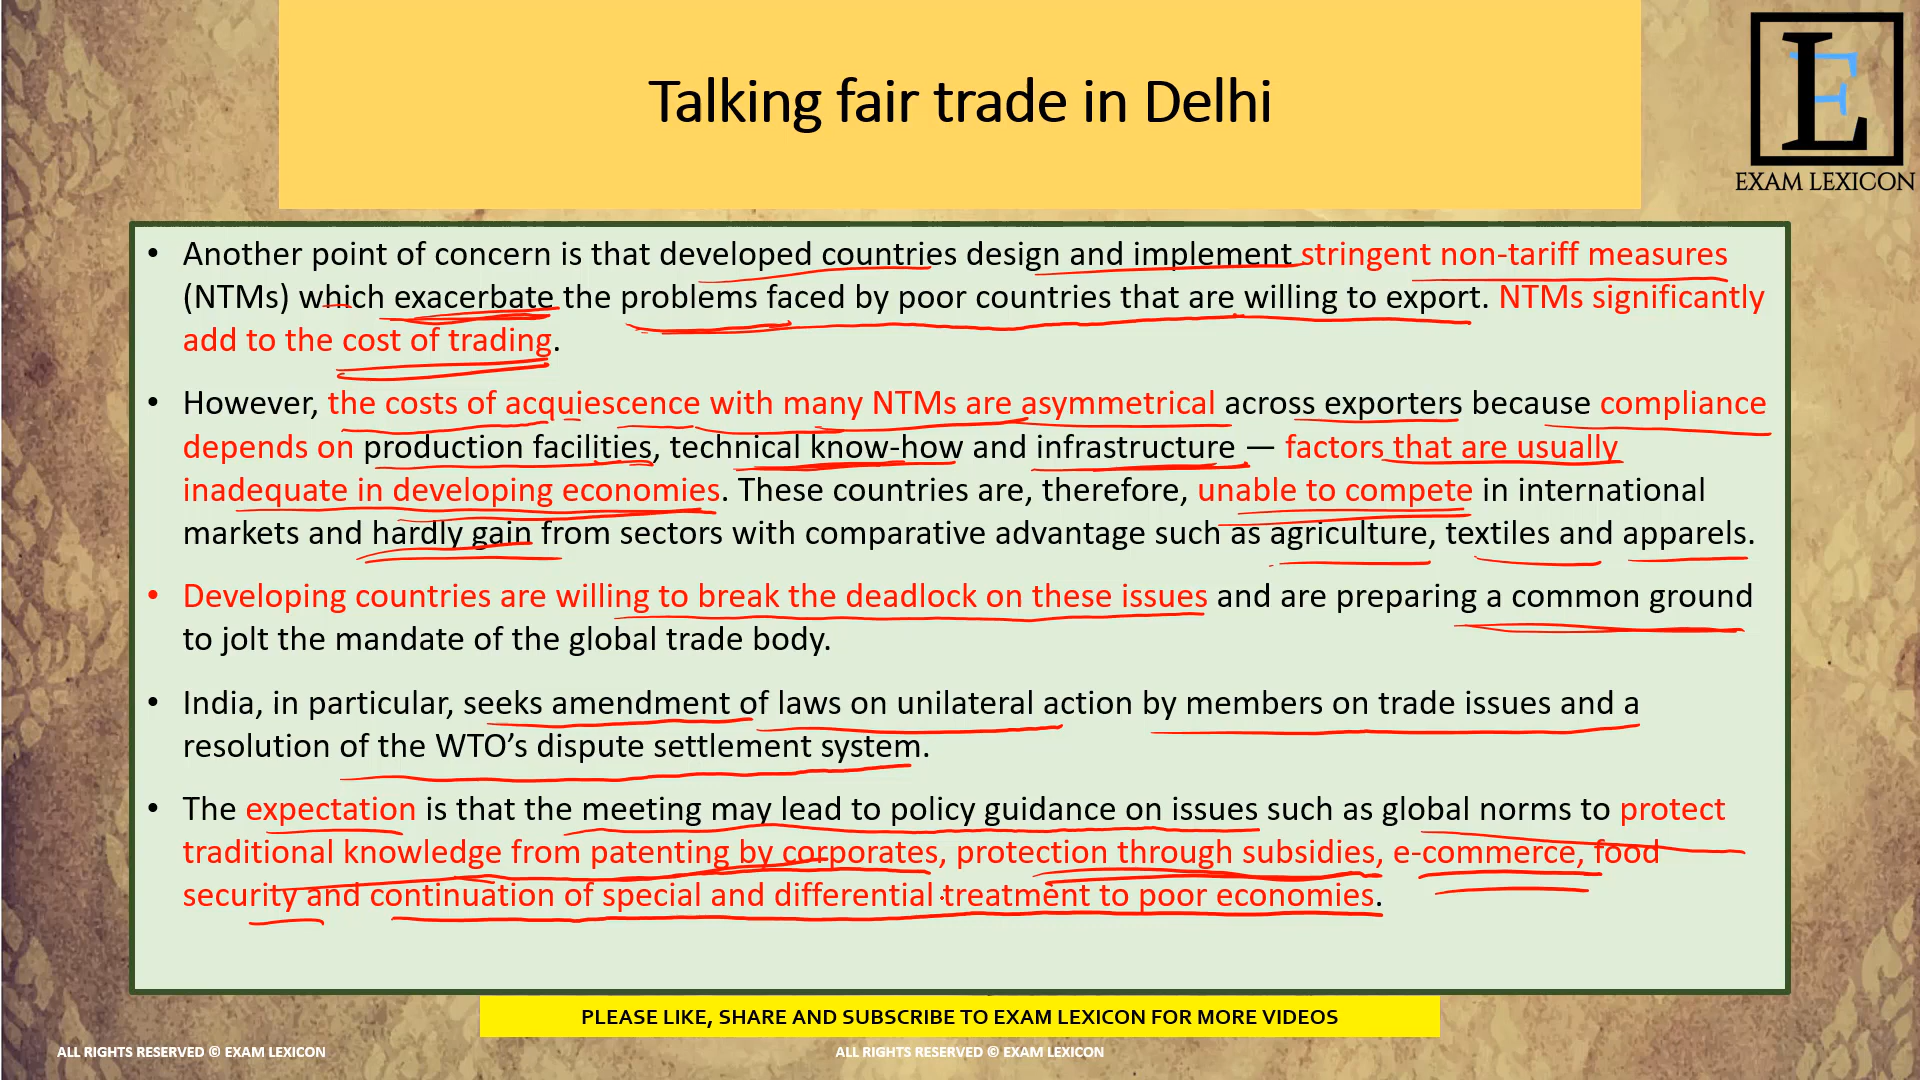 Talking fair trade in Delhi
LE
EXAM LEXICON
• Another point of concern is that developed countries design and implement stringent non-tariff measures
(NTMs) which exacerbate the problems faced by poor countries that are willing to export. NTMs significantly
add to the cost of trading.
• However, the costs of acquiescence with many NTMs are asymmetrical across exporters because compliance
depends on production facilities, technical know-how and infrastructure — factors that are usually
inadequate in developing economies. These countries are, therefore, unable to compete in international
markets and hardly gain from sectors with comparative advantage such as agriculture, textiles and apparels.
• Developing countries are willing to break the deadlock on these issues and are preparing a common ground
to jolt the mandate of the global trade body.
• India, in particular, seeks amendment of laws on unilateral action by members on trade issues and a
resolution of the WTO’s dispute settlement system.
• The expectation is that the meeting may lead to policy guidance on issues such as global norms to protect
traditional knowledge from patenting by corporates, protection through subsidies, e-commerce, food
security and continuation of special and differential treatment to poor economies.
PLEASE LIKE, SHARE AND SUBSCRIBE TO EXAM LEXICON FOR MORE VIDEOS
ALL RIGHTS RESERVED © EXAM LEXICON
ALL RIGHTS RESERVED © EXAM LEXICON